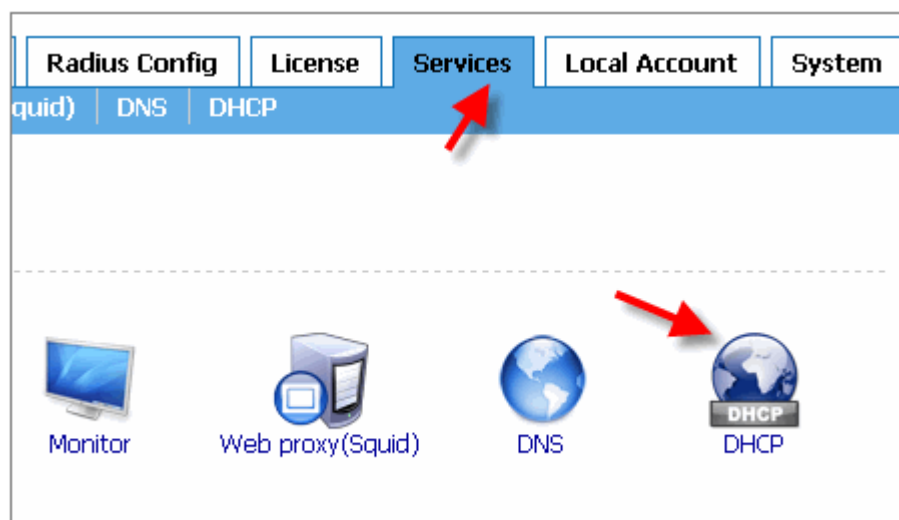 Radius Config License Services Local Account System
quid) DNS DHCP
DHCP
Monitor Web proxy(Squid) DNS DHCP